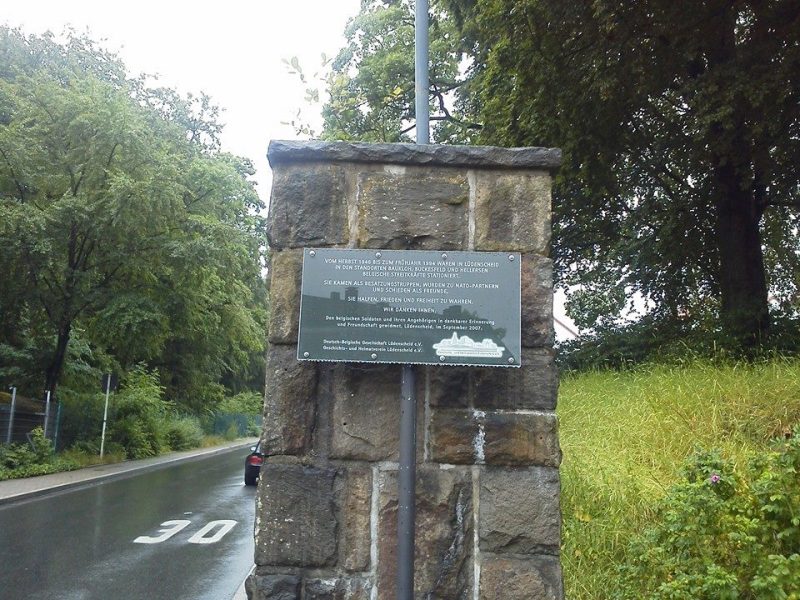 VOM HERBST 1946 BIS ZUM FRÜHJAHR 1994 WAREN IN LÜDENSCHEID
IN DEN STANDORTEN BAUKLOH, BUCKESFELD UND HELLERSEN
BELGISCHE STREITKRÄFTE STATIONIERT.
SIE KAMEN ALS BESATZUNGSTRUPPEN, WURDEN ZU NATO-PARTNERN
UND SCHIEDEN ALS FREUNDE.
SIE HALFEN, FRIEDEN UND FREIHEIT ZU WAHREN.
WIR DANKEN IHNEN.
Den belgischen Soldaten und ihren Angehörigen in dankbarer Erinnerung
und Freundschaft gewidmet. Lüdenscheid, im September 2007.
Deutsch-Belgische Gesellschaft Lüdenscheid e.V.
Geschichts- und Heimatverein Lüdenscheid e.V.
30